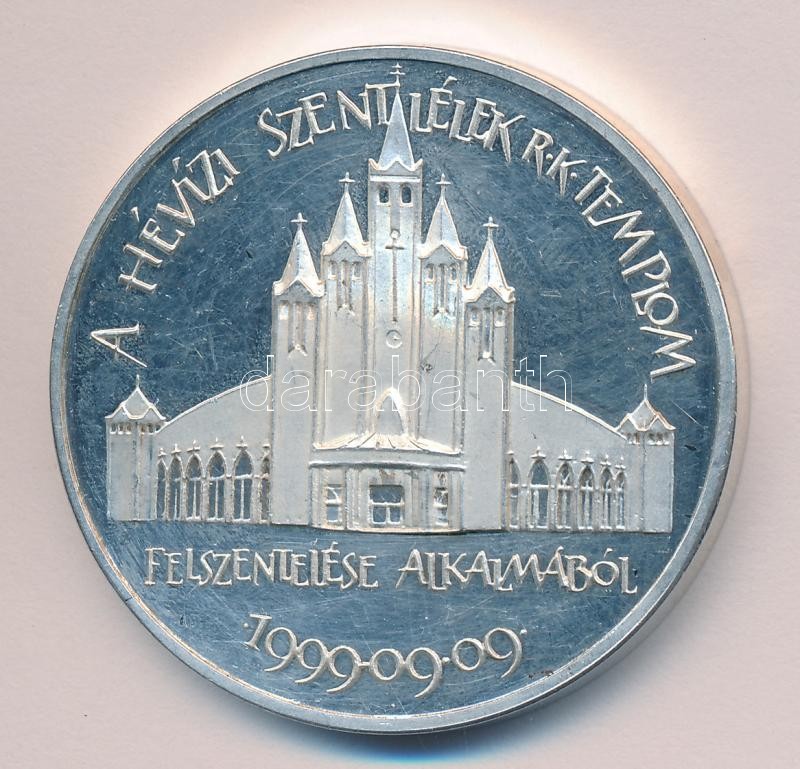 A HÉVÍZI SZENTLÉLEK R·K·TEMPLOM
darabanth
FELSZENTELÉSE ALKALMÁBÓL
·1999·09·09·